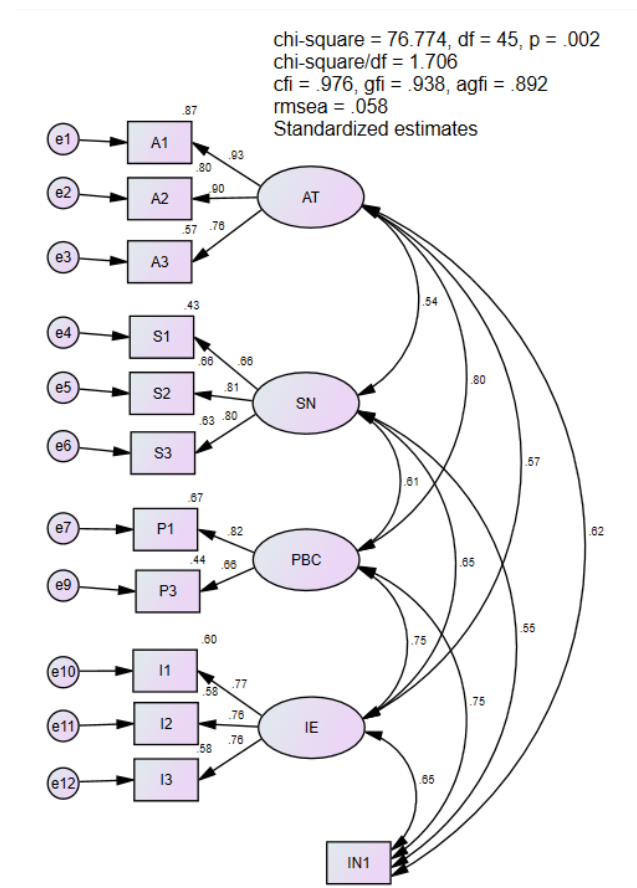 chi-square = 76.774, df = 45, p = .002
chi-square/df = 1.706
cfi = .976, gfi = .938, agfi = .892
rmsea = .058
Standardized estimates
.87
e1 A1 .93
.80
e2 A2 .90 AT
.57 .76
e3 A3
.54
.43
e4 S1
.66 .66
.80
e5 S2 .81 SN
.63 .80
e6 S3
.57
.61
.67
e7 P1 .82
.62
.44 PBC .65
e9 P3 .66
.55
.60 .75
e10 I1
.58 .77
.75
e11 I2 .76 IE
.58 .76
e12 I3 .65
IN1